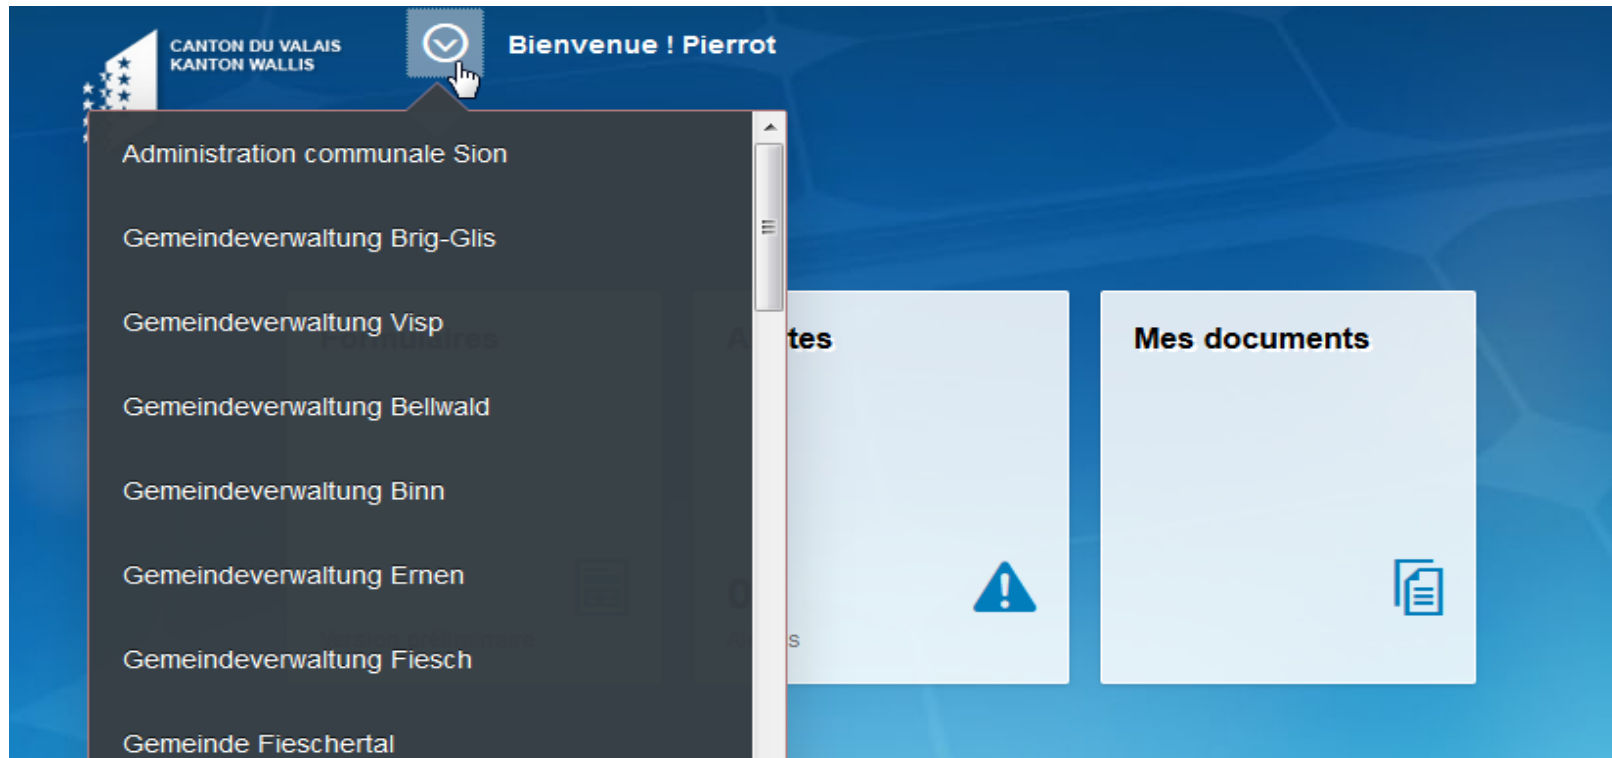 CANTON DU VALAIS
KANTON WALLIS
Bienvenue ! Pierrot
Administration communale Sion
Gemeindeverwaltung Brig-Glis
Gemeindeverwaltung Visp
Gemeindeverwaltung Bellwald
Gemeindeverwaltung Binn
Gemeindeverwaltung Ernen
Gemeindeverwaltung Fiesch
Gemeinde Fieschertal
Formulaires
Mes documents